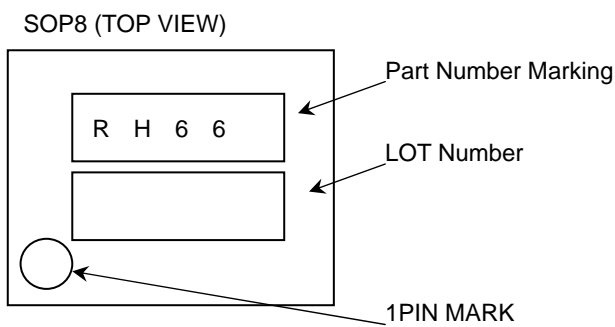 SOP8 (TOP VIEW)
Part Number Marking
R H 6 6
LOT Number
1PIN MARK